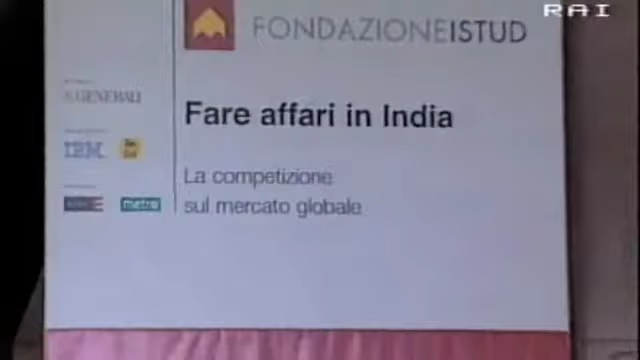 RAI
FONDAZIONEISTUD
GENERALI
Fare affari in India
IBM
La competizione
sul mercato globale
metro